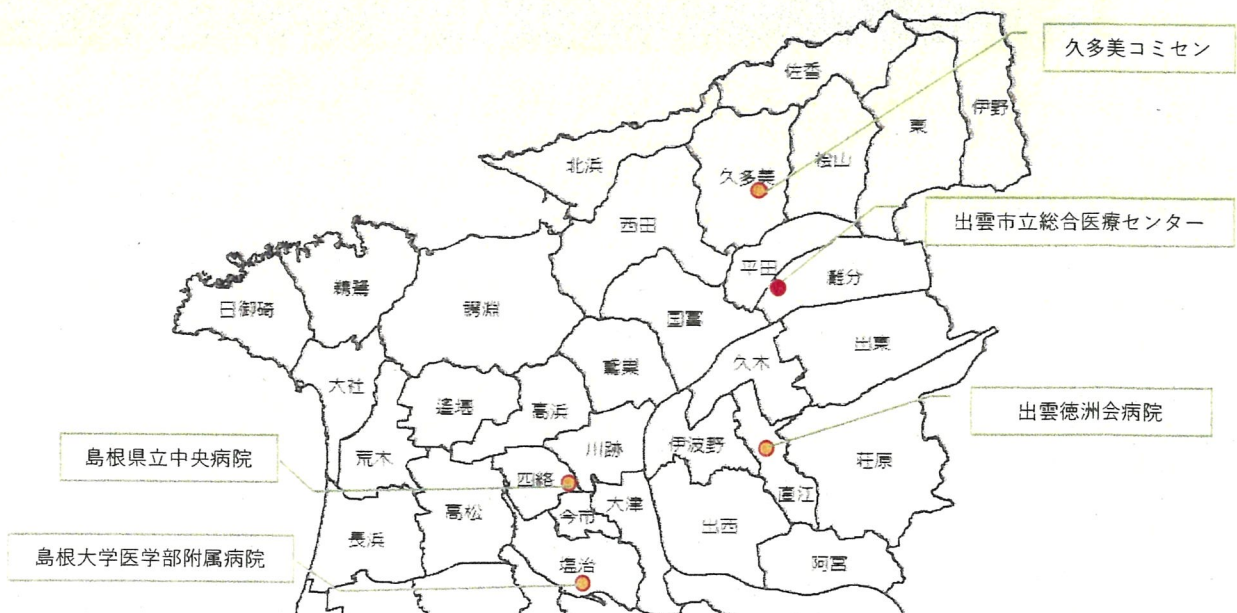 久多美コミセン
佐香
伊野
東
北浜
久多美
桧山
西田
出雲市立総合医療センター
平田
灘分
鵜鷺
日御碕
鰐淵
国富
出東
久木
大社
鳶巣
遙堪
高浜
出雲徳洲会病院
島根県立中央病院
荒木
川跡
伊波野
荘原
四絡
直江
高松
今市
大津
出西
長浜
島根大学医学部附属病院
塩冶
阿宮